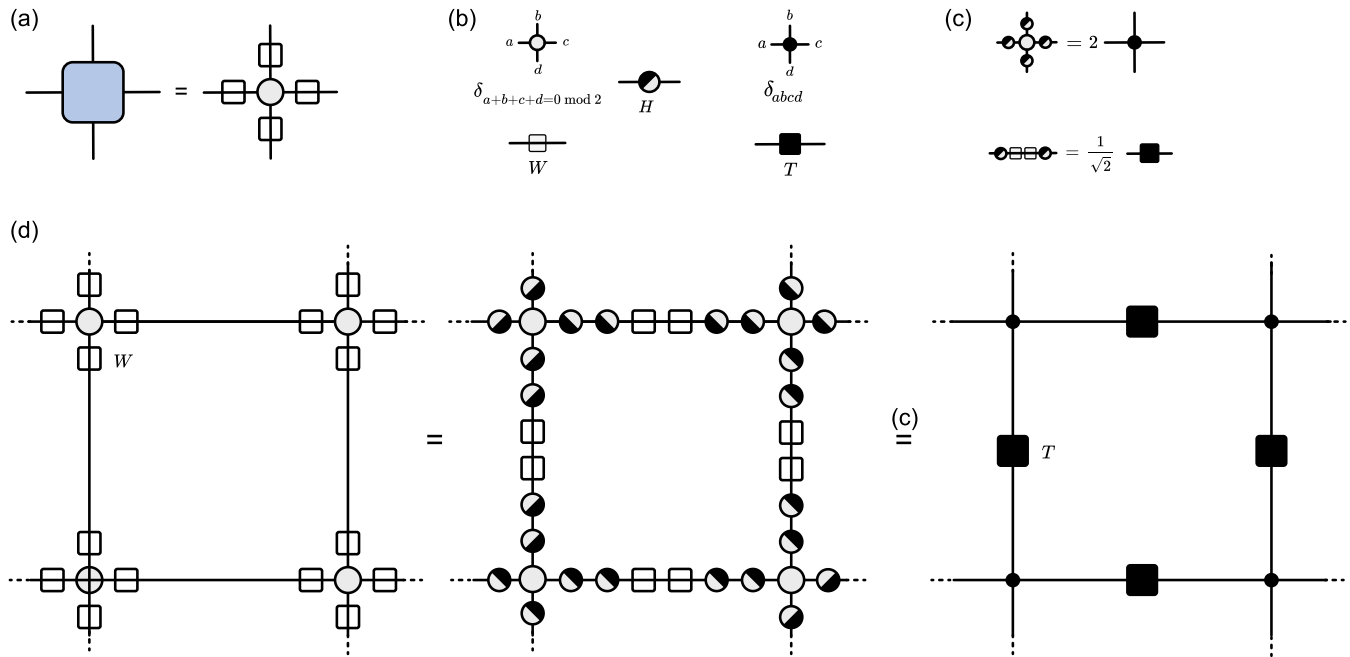 (a)
=
(b)
b
a c
d
δ_{a+b+c+d=0 mod 2}
H
W
b
a c
d
δ_{abcd}
T
(c)
= 2
= 1/√2
(d)
W
=
(c)
=
T